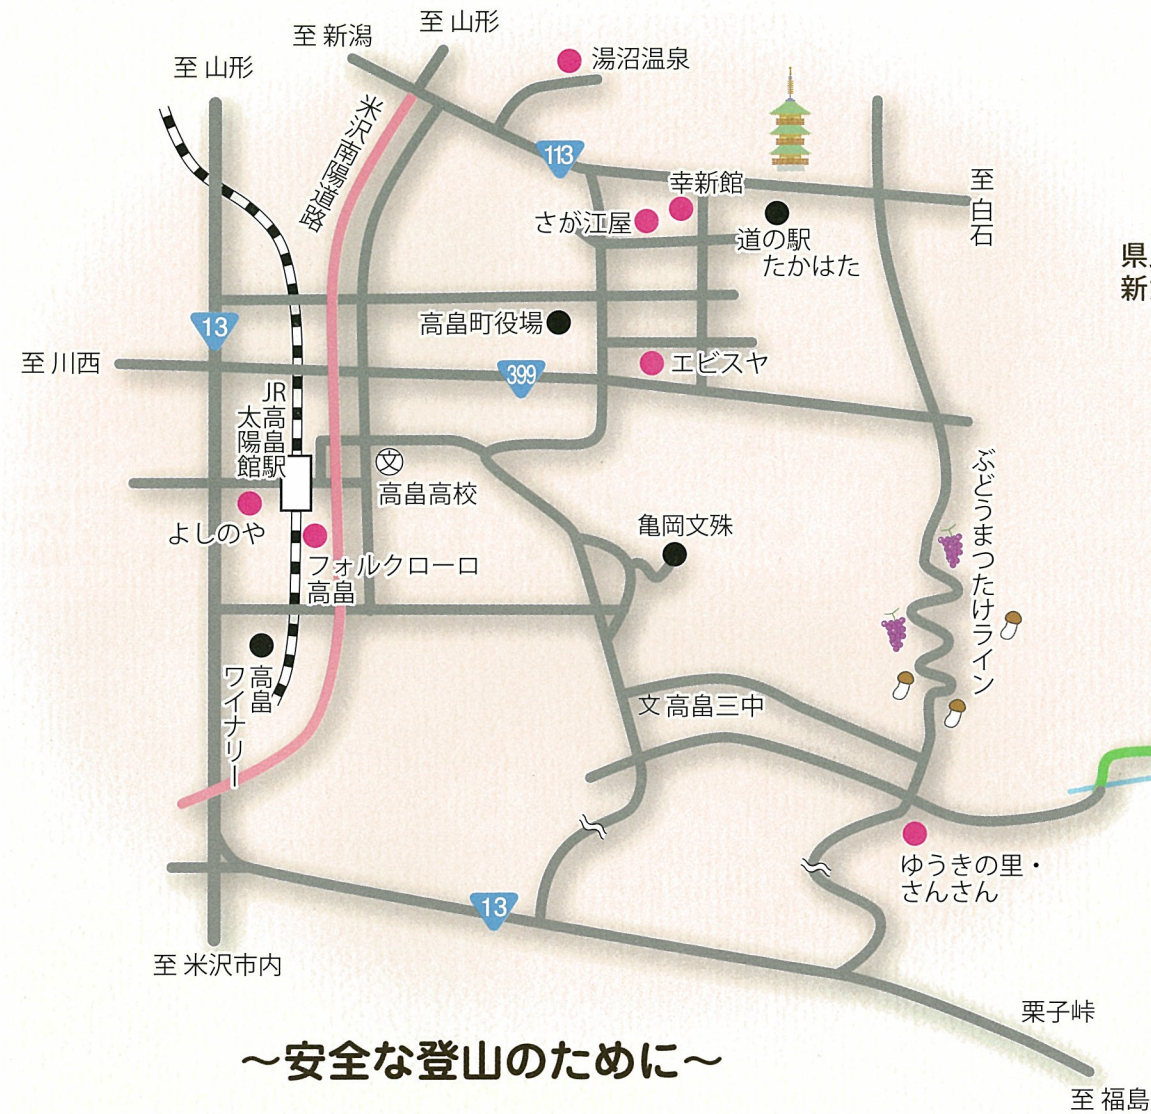 至 山形
至 新潟
至 山形
湯沼温泉
米沢南陽道路
113
幸新館
さが江屋
道の駅
たかはた
至 白石
県
新
13
高畠町役場
至 川西
399
エビスヤ
JR高畠駅
太陽館
文
高畠高校
よしのや
フォルクローロ
高畠
亀岡文殊
ぶどうまつたけライン
高畠
ワイナリー
文 高畠三中
ゆうきの里・
さんさん
13
至 米沢市内
栗子峠
至 福島
〜安全な登山のために〜